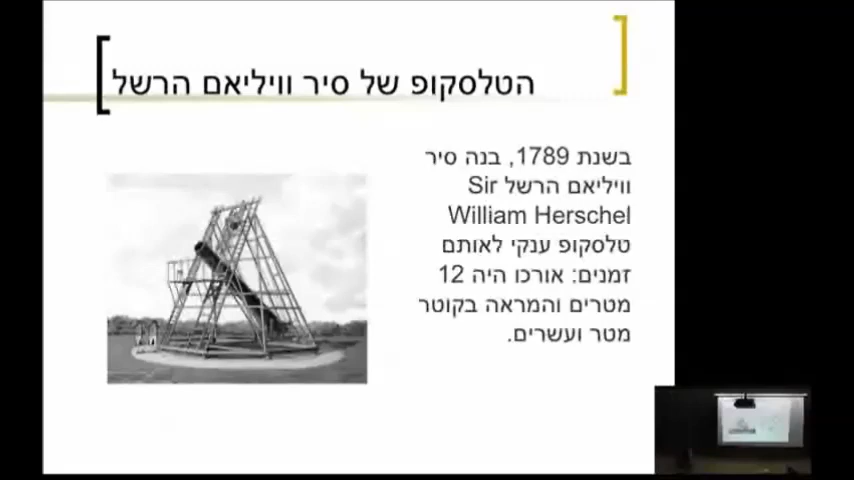 הטלסקופ של סיר וויליאם הרשל
בשנת 1789, בנה סיר
וויליאם הרשל Sir
William Herschel
טלסקופ ענקי לאותם
זמנים: אורכו היה 12
מטרים והמראה בקוטר
מטר ועשרים.